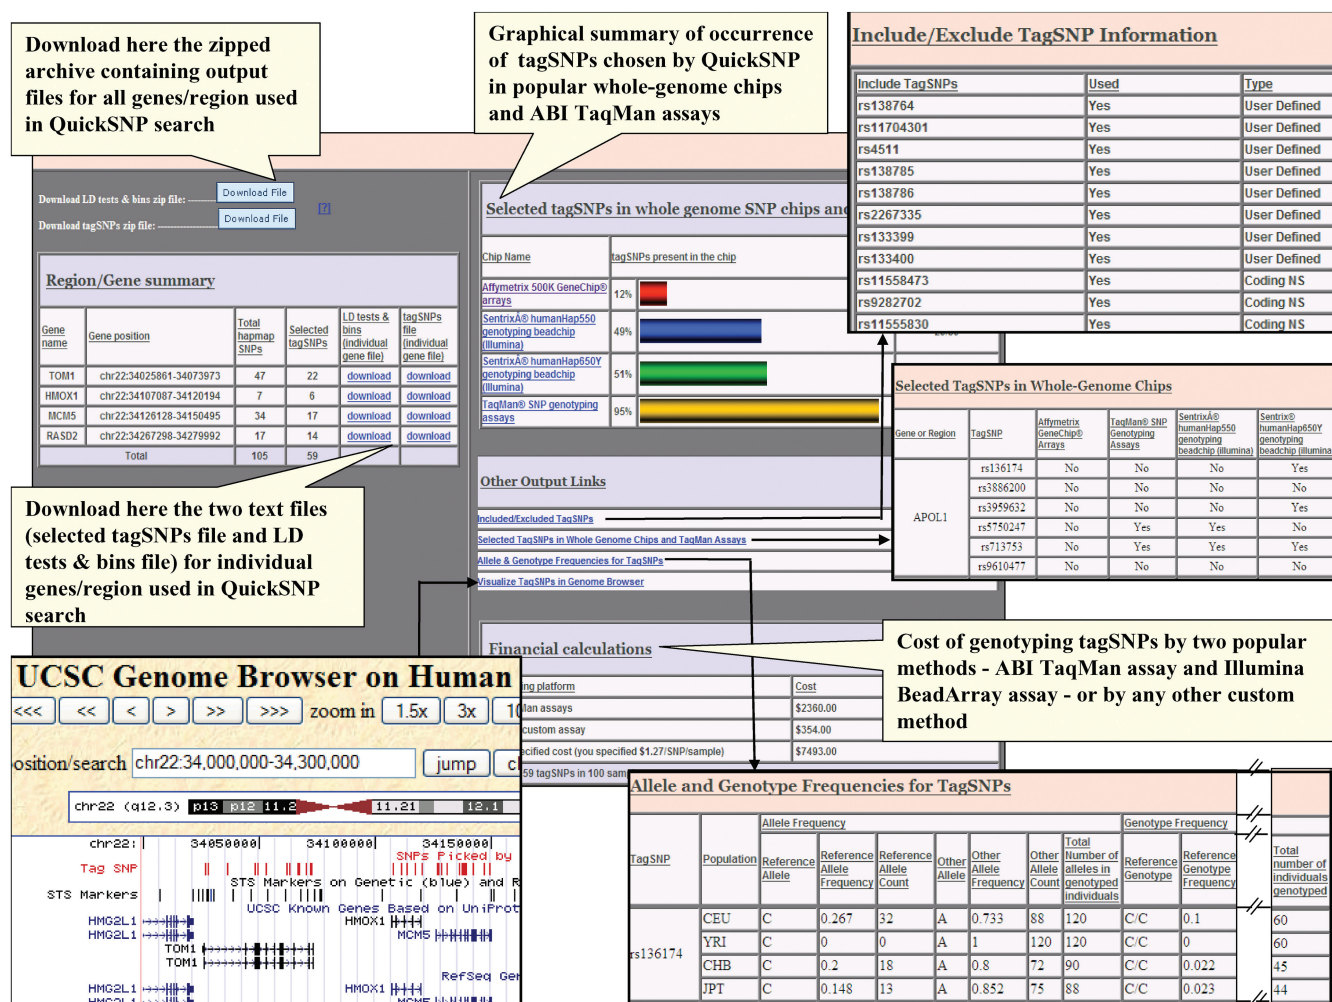 Download here the zipped
archive containing output
files for all genes/region used
in QuickSNP search
Graphical summary of occurrence
of tagSNPs chosen by QuickSNP
in popular whole-genome chips
and ABI TaqMan assays
Include/Exclude TagSNP Information
Include TagSNPs Used Type
rs138764 Yes User Defined
rs11704301 Yes User Defined
rs4511 Yes User Defined
rs138785 Yes User Defined
rs138786 Yes User Defined
rs2267335 Yes User Defined
rs133399 Yes User Defined
rs133400 Yes User Defined
rs11558473 Yes Coding NS
rs9282702 Yes Coding NS
rs11555830 Yes Coding NS
Download LD tests & bins zip file: Download File
[?]
Download tagSNPs zip file: Download File
Region/Gene summary
Gene name Gene position Total hapmap SNPs Selected tagSNPs LD tests & bins (individual gene file) tagSNPs file (individual gene file)
TOM1 chr22:34025861-34073973 47 22 download download
HMOX1 chr22:34107087-34120194 7 6 download download
MCM5 chr22:34126128-34150495 34 17 download download
RASD2 chr22:34267298-34279992 17 14 download download
Total 105 59
Download here the two text files
(selected tagSNPs file and LD
tests & bins file) for individual
genes/region used in QuickSNP
search
Selected tagSNPs in whole genome SNP chips and
Chip Name tagSNPs present in the chip
Affymetrix 500K GeneChip® arrays 12%
SentrixÂ® humanHap550 genotyping beadchip (Illumina) 49%
SentrixÂ® humanHap650Y genotyping beadchip (Illumina) 51%
TaqMan® SNP genotyping assays 95%
Other Output Links
Included/Excluded TagSNPs
Selected TagSNPs in Whole Genome Chips and TaqMan Assays
Allele & Genotype Frequencies for TagSNPs
Visualize TagSNPs in Genome Browser
Selected TagSNPs in Whole-Genome Chips
Gene or Region TagSNP Affymetrix GeneChip® Arrays TaqMan® SNP Genotyping Assays SentrixÂ® humanHap550 genotyping beadchip (illumina) Sentrix® humanHap650Y genotyping beadchip (illumina
APOL1
rs136174 No No No Yes
rs3886200 No No No No
rs3959632 No No No Yes
rs5750247 No Yes Yes No
rs713753 No Yes Yes Yes
rs9610477 No No No No
Financial calculations
ng platform Cost
Man assays $2360.00
custom assay $354.00
ecified cost (you specified $1.27/SNP/sample) $7493.00
59 tagSNPs in 100 sam
Cost of genotyping tagSNPs by two popular
methods - ABI TaqMan assay and Illumina
BeadArray assay - or by any other custom
method
UCSC Genome Browser on Human
<<< << < > >> >>> zoom in 1.5x 3x 10
osition/search chr22:34,000,000-34,300,000 jump cl
chr22 (q12.3) p13 p12 11.2 11.21 12.1
chr22: 34050000 34100000 34150000
SNPs Picked by
Tag SNP
STS Markers on Genetic (blue) and R
STS Markers
UCSC Known Genes Based on UniProt
HMG2L1 HMOX1
HMG2L1 MCM5
TOM1
TOM1
RefSeq Gen
HMG2L1 HMOX1
HMG2L1 MCM5
Allele and Genotype Frequencies for TagSNPs
Allele Frequency Genotype Frequency
TagSNP Population Reference Allele Reference Allele Frequency Reference Allele Count Other Allele Other Allele Frequency Other Allele Count Total Number of alleles in genotyped individuals Reference Genotype Reference Genotype Frequency Total number of individuals genotyped
rs136174
CEU C 0.267 32 A 0.733 88 120 C/C 0.1 60
YRI C 0 0 A 1 120 120 C/C 0 60
CHB C 0.2 18 A 0.8 72 90 C/C 0.022 45
JPT C 0.148 13 A 0.852 75 88 C/C 0.023 44